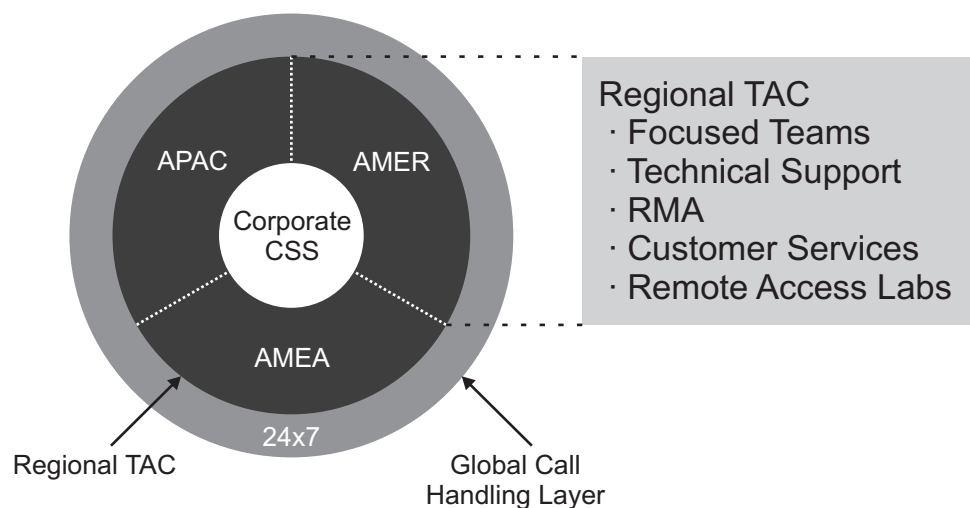 APAC
AMER
Corporate
CSS
AMEA
24x7
Regional TAC
Global Call
Handling Layer
Regional TAC
· Focused Teams
· Technical Support
· RMA
· Customer Services
· Remote Access Labs